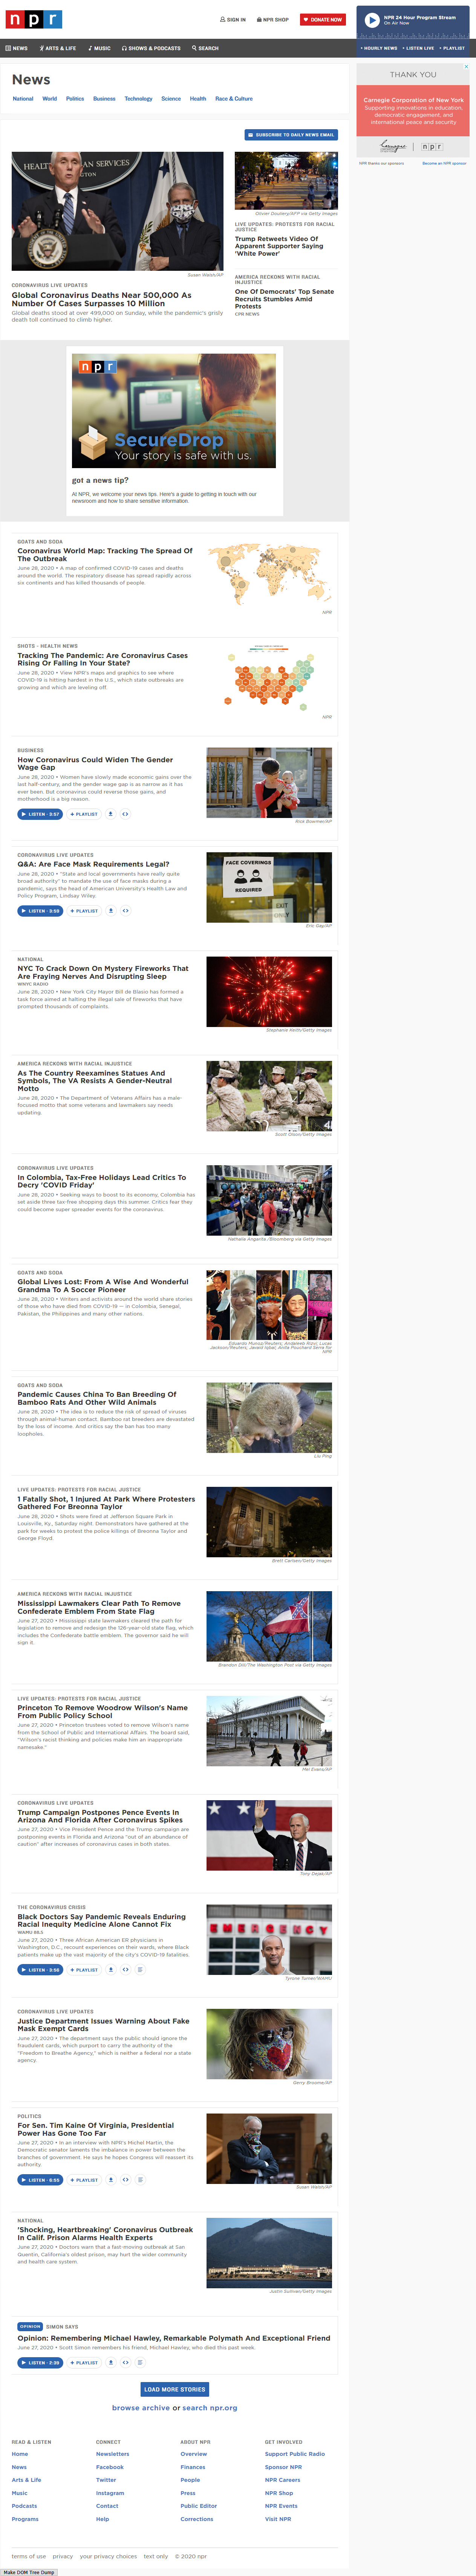 npr
SIGN IN
NPR SHOP
DONATE NOW
NPR 24 Hour Program Stream
On Air Now
NEWS
ARTS & LIFE
MUSIC
SHOWS & PODCASTS
SEARCH
HOURLY NEWS
LISTEN LIVE
PLAYLIST
News
National World Politics Business Technology Science Health Race & Culture
THANK YOU
Carnegie Corporation of New York
Supporting innovations in education,
democratic engagement, and
international peace and security.
npr
NPR thanks our sponsors
Become an NPR sponsor
SUBSCRIBE TO DAILY NEWS EMAIL
Susan Walsh/AP
CORONAVIRUS LIVE UPDATES
Global Coronavirus Deaths Near 500,000 As
Number Of Cases Surpasses 10 Million
Global deaths stood at over 499,000 on Sunday, while the pandemic's grisly
death toll continued to climb higher.
Olivier Douliery/AFP via Getty Images
LIVE UPDATES: PROTESTS FOR RACIAL
JUSTICE
Trump Retweets Video Of
Apparent Supporter Saying
'White Power'
AMERICA RECKONS WITH RACIAL
INJUSTICE
One Of Democrats' Top Senate
Recruits Stumbles Amid
Protests
CPR NEWS
npr
SecureDrop
Your story is safe with us.
got a news tip?
At NPR, we welcome your news tips. Here's a guide to getting in touch with our
newsroom and how to share sensitive information.
GOATS AND SODA
Coronavirus World Map: Tracking The Spread Of
The Outbreak
June 28, 2020 • A map of confirmed COVID-19 cases and deaths
around the world. The respiratory disease has spread rapidly across
six continents and has killed thousands of people.
NPR
SHOTS - HEALTH NEWS
Tracking The Pandemic: Are Coronavirus Cases
Rising Or Falling In Your State?
June 28, 2020 • View NPR's maps and graphics to see where
COVID-19 is hitting hardest in the U.S., which state outbreaks are
growing and which are leveling off.
NPR
BUSINESS
How Coronavirus Could Widen The Gender
Wage Gap
June 28, 2020 • Women have slowly made economic gains over the
last half-century, and the gender wage gap is as narrow as it has
ever been. But coronavirus could reverse those gains, and
motherhood is a big reason.
LISTEN · 3:57
PLAYLIST
Rick Bowmer/AP
CORONAVIRUS LIVE UPDATES
Q&A: Are Face Mask Requirements Legal?
June 28, 2020 • "State and local governments have really quite
broad authority" to mandate the use of face masks during a
pandemic, says the head of American University's Health Law and
Policy Program, Lindsay Wiley.
PLAYLIST
FACE COVERINGS
REQUIRED
Eric Gay/AP
NATIONAL
NYC To Crack Down On Mystery Fireworks That
Are Fraying Nerves And Disrupting Sleep
WNYC RADIO
June 28, 2020 • New York City Mayor Bill de Blasio has formed a
task force aimed at halting the illegal sale of fireworks that have
prompted thousands of complaints.
Stephanie Keith/Getty Images
AMERICA RECKONS WITH RACIAL INJUSTICE
As The Country Reexamines Statues And
Symbols, The VA Resists A Gender-Neutral
Motto
June 28, 2020 • The Department of Veterans Affairs has a male-
focused motto that some veterans and lawmakers say needs
updating.
Scott Olson/Getty Images
CORONAVIRUS LIVE UPDATES
In Colombia, Tax-Free Holidays Lead Critics To
Decry 'COVID Friday'
June 28, 2020 • Seeking ways to boost to its economy, Colombia has
set aside three tax-free shopping days this summer. Critics fear they
could become super spreader events for the coronavirus.
Nathalia Angarita /Bloomberg via Getty Images
GOATS AND SODA
Global Lives Lost: From A Wise And Wonderful
Grandma To A Soccer Pioneer
June 28, 2020 • Writers and activists around the world share stories
of those who have died from COVID-19 — in Colombia, Senegal,
Pakistan, the Philippines and many other nations.
GOATS AND SODA
Pandemic Causes China To Ban Breeding Of
Bamboo Rats And Other Wild Animals
June 28, 2020 • The idea is to reduce the risk of spread of viruses
through animal-human contact. Bamboo rat breeders are devastated
by the loss of income. And critics say the ban has too many
loopholes.
Liu Ping
LIVE UPDATES: PROTESTS FOR RACIAL JUSTICE
1 Fatally Shot, 1 Injured At Park Where Protesters
Gathered For Breonna Taylor
June 28, 2020 • Shots were fired at Jefferson Square Park in
Louisville, Ky., Saturday night. Demonstrators have gathered at the
park for weeks to protest the police killings of Breonna Taylor and
George Floyd.
Brett Carlsen/Getty Images
AMERICA RECKONS WITH RACIAL INJUSTICE
Mississippi Lawmakers Clear Path To Remove
Confederate Emblem From State Flag
June 27, 2020 • Mississippi state lawmakers cleared the path for
legislation to remove and redesign the 126-year-old state flag, which
includes the Confederate battle emblem. The governor said he will
sign it.
Brandon Dill/The Washington Post via Getty Images
LIVE UPDATES: PROTESTS FOR RACIAL JUSTICE
Princeton To Remove Woodrow Wilson's Name
From Public Policy School
June 27, 2020 • Princeton trustees voted to remove Wilson's name
from the School of Public and International Affairs. The board said,
"Wilson's racist thinking and policies make him an inappropriate
namesake."
Mel Evans/AP
CORONAVIRUS LIVE UPDATES
Trump Campaign Postpones Pence Events In
Arizona And Florida After Coronavirus Spikes
June 27, 2020 • Vice President Pence and the Trump campaign are
postponing events in Florida and Arizona "out of an abundance of
caution" after increases of coronavirus cases in both states.
Tony Dejak/AP
THE CORONAVIRUS CRISIS
Black Doctors Say Pandemic Reveals Enduring
Racial Inequity Medicine Alone Cannot Fix
WAMU 88.5
June 27, 2020 • Three African American ER physicians in
Washington, D.C., recount experiences on their wards, where Black
patients make up the vast majority of the city's COVID-19 fatalities.
PLAYLIST
EMERGENCY
Tyrone Turner/WAMU
CORONAVIRUS LIVE UPDATES
Justice Department Issues Warning About Fake
Mask Exempt Cards
June 27, 2020 • The department says the public should ignore the
fraudulent cards, which purport to carry the authority of the
"Freedom to Breathe Agency," which is neither a federal nor a state
agency.
Gerry Broome/AP
POLITICS
For Sen. Tim Kaine Of Virginia, Presidential
Power Has Gone Too Far
June 27, 2020 • In an interview with NPR's Michel Martin, the
Democratic senator laments the imbalance in power between the
branches of government. He says he hopes Congress will reassert its
authority.
PLAYLIST
Susan Walsh/AP
NATIONAL
'Shocking, Heartbreaking' Coronavirus Outbreak
In Calif. Prison Alarms Health Experts
June 27, 2020 • Doctors warn that a fast-moving outbreak at San
Quentin, California's oldest prison, may hurt the wider community
and health care system.
Justin Sullivan/Getty Images
OPINION
SIMON SAYS
Opinion: Remembering Michael Hawley, Remarkable Polymath And Exceptional Friend
June 27, 2020 • Scott Simon remembers his friend, Michael Hawley, who died this past week.
LISTEN · 2:39
PLAYLIST
LOAD MORE STORIES
browse archive or search npr.org
READ & LISTEN
Home
News
Arts & Life
Music
Podcasts
Programs
CONNECT
Newsletters
Facebook
Twitter
Instagram
Contact
Help
ABOUT NPR
Overview
Finances
People
Press
Public Editor
Corrections
GET INVOLVED
Support Public Radio
Sponsor NPR
NPR Careers
NPR Shop
NPR Events
Visit NPR
terms of use privacy your privacy choices text only © 2020 npr
Make DOM Tree Dump